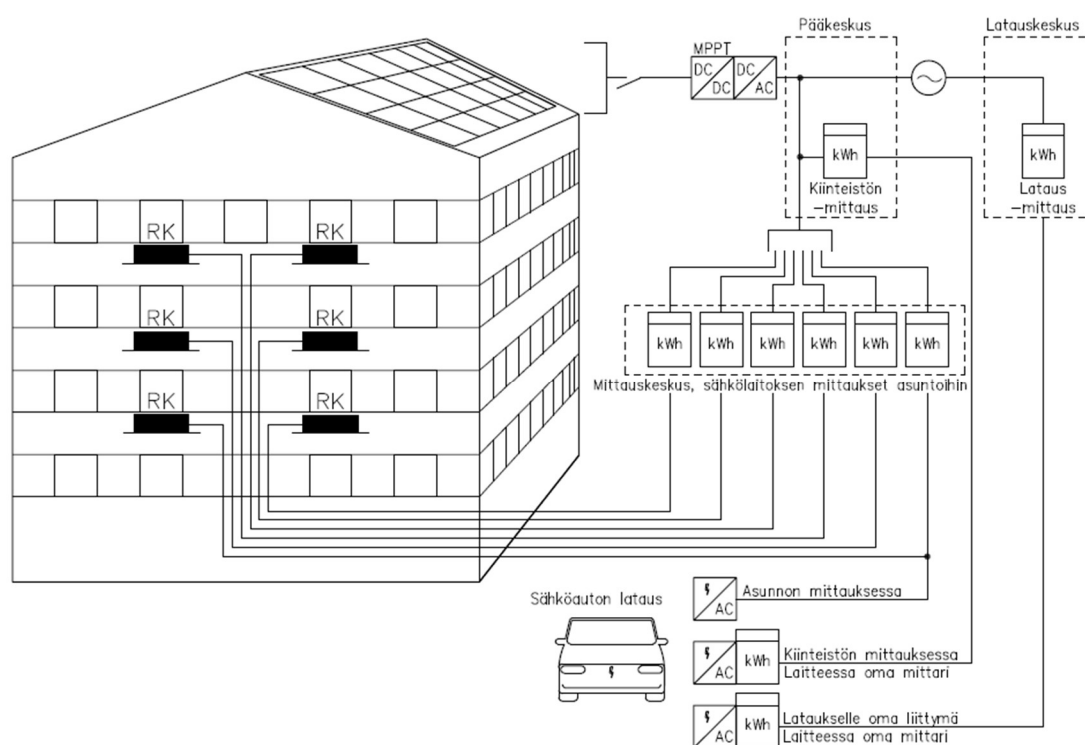 Pääkeskus
Latauskeskus
MPPT
DC
DC
DC
AC
kWh
Kiinteistön
-mittaus
kWh
Lataus
-mittaus
RK
RK
RK
RK
RK
RK
kWh
kWh
kWh
kWh
kWh
kWh
Mittauskeskus, sähkölaitoksen mittaukset asuntoihin
Sähköauton lataus
AC
Asunnon mittauksessa
AC
kWh
Kiinteistön mittauksessa
Laitteessa oma mittari
AC
kWh
Lataukselle oma liittymä
Laitteessa oma mittari